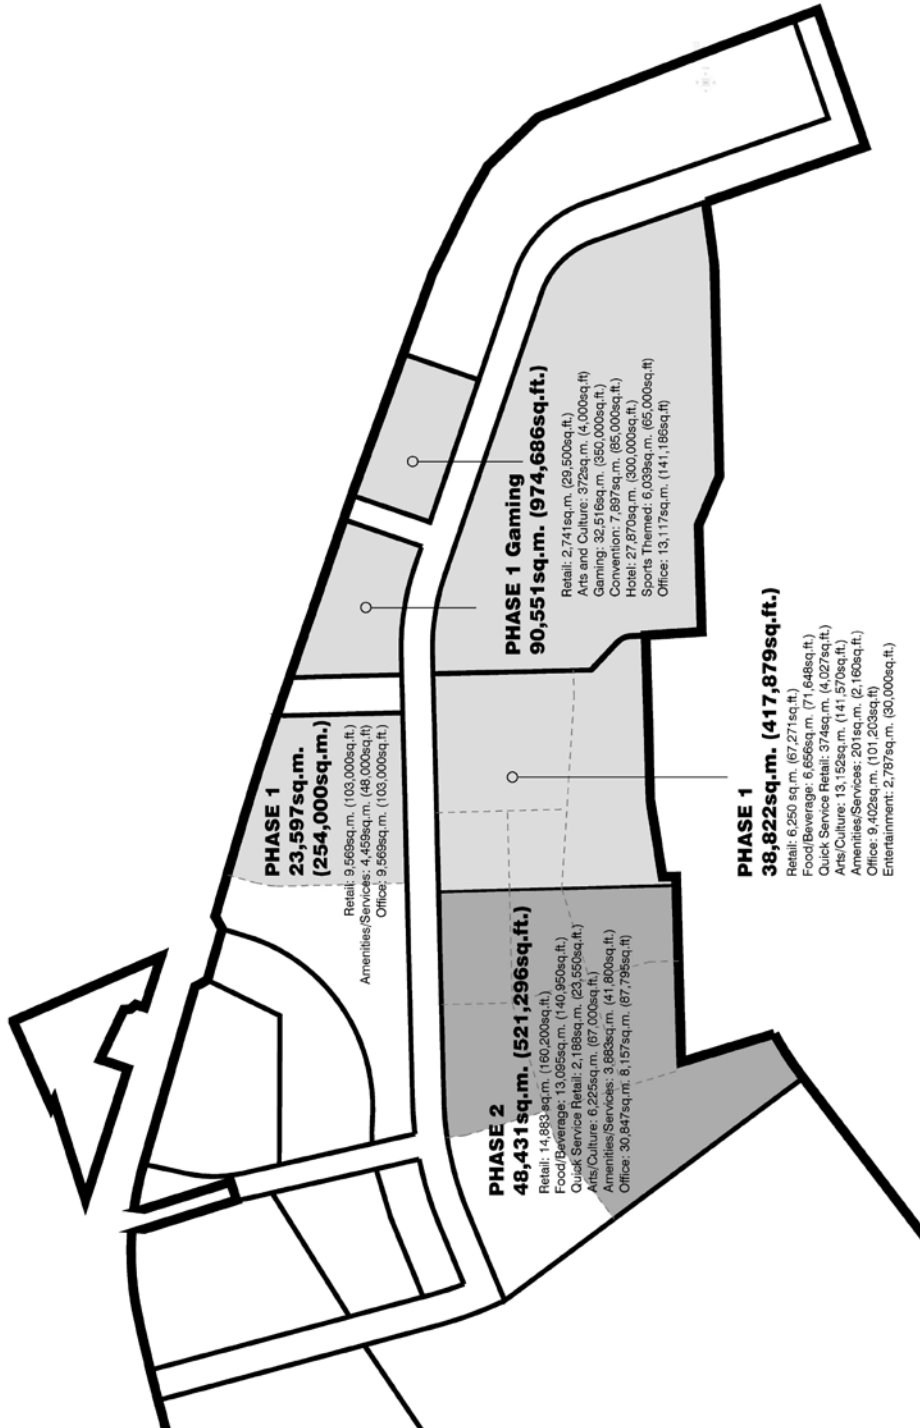 PHASE 1
23,597sq.m.
(254,000sq.m.)
Retail: 9,569sq.m. (103,000sq.ft.)
Amenities/Services: 4,459sq.m. (48,000sq.ft)
Office: 9,569sq.m. (103,000sq.ft.)
PHASE 1 Gaming
90,551sq.m. (974,686sq.ft.)
Retail: 2,741sq.m. (29,500sq.ft.)
Arts and Culture: 372sq.m. (4,000sq.ft)
Gaming: 32,516sq.m. (350,000sq.ft.)
Convention: 7,897sq.m. (85,000sq.ft.)
Hotel: 27,870sq.m. (300,000sq.ft.)
Sports Themed: 6,039sq.m. (65,000sq.ft)
Office: 13,117sq.m. (141,186sq.ft)
PHASE 2
48,431sq.m. (521,296sq.ft.)
Retail: 14,883 sq.m. (160,200sq.ft.)
Food/Beverage: 13,095sq.m. (140,950sq.ft.)
Quick Service Retail: 2,188sq.m. (23,550sq.ft.)
Arts/Culture: 6,225sq.m. (67,000sq.ft.)
Amenities/Services: 3,883sq.m. (41,800sq.ft.)
Office: 30,847sq.m. 8,157sq.m. (87,795sq.ft)
PHASE 1
38,822sq.m. (417,879sq.ft.)
Retail: 6,250 sq.m. (67,271sq.ft.)
Food/Beverage: 6,656sq.m. (71,648sq.ft.)
Quick Service Retail: 374sq.m. (4,027sq.ft.)
Arts/Culture: 13,152sq.m. (141,570sq.ft.)
Amenities/Services: 201sq.m. (2,160sq.ft.)
Office: 9,402sq.m. (101,203sq.ft)
Entertainment: 2,787sq.m. (30,000sq.ft.)